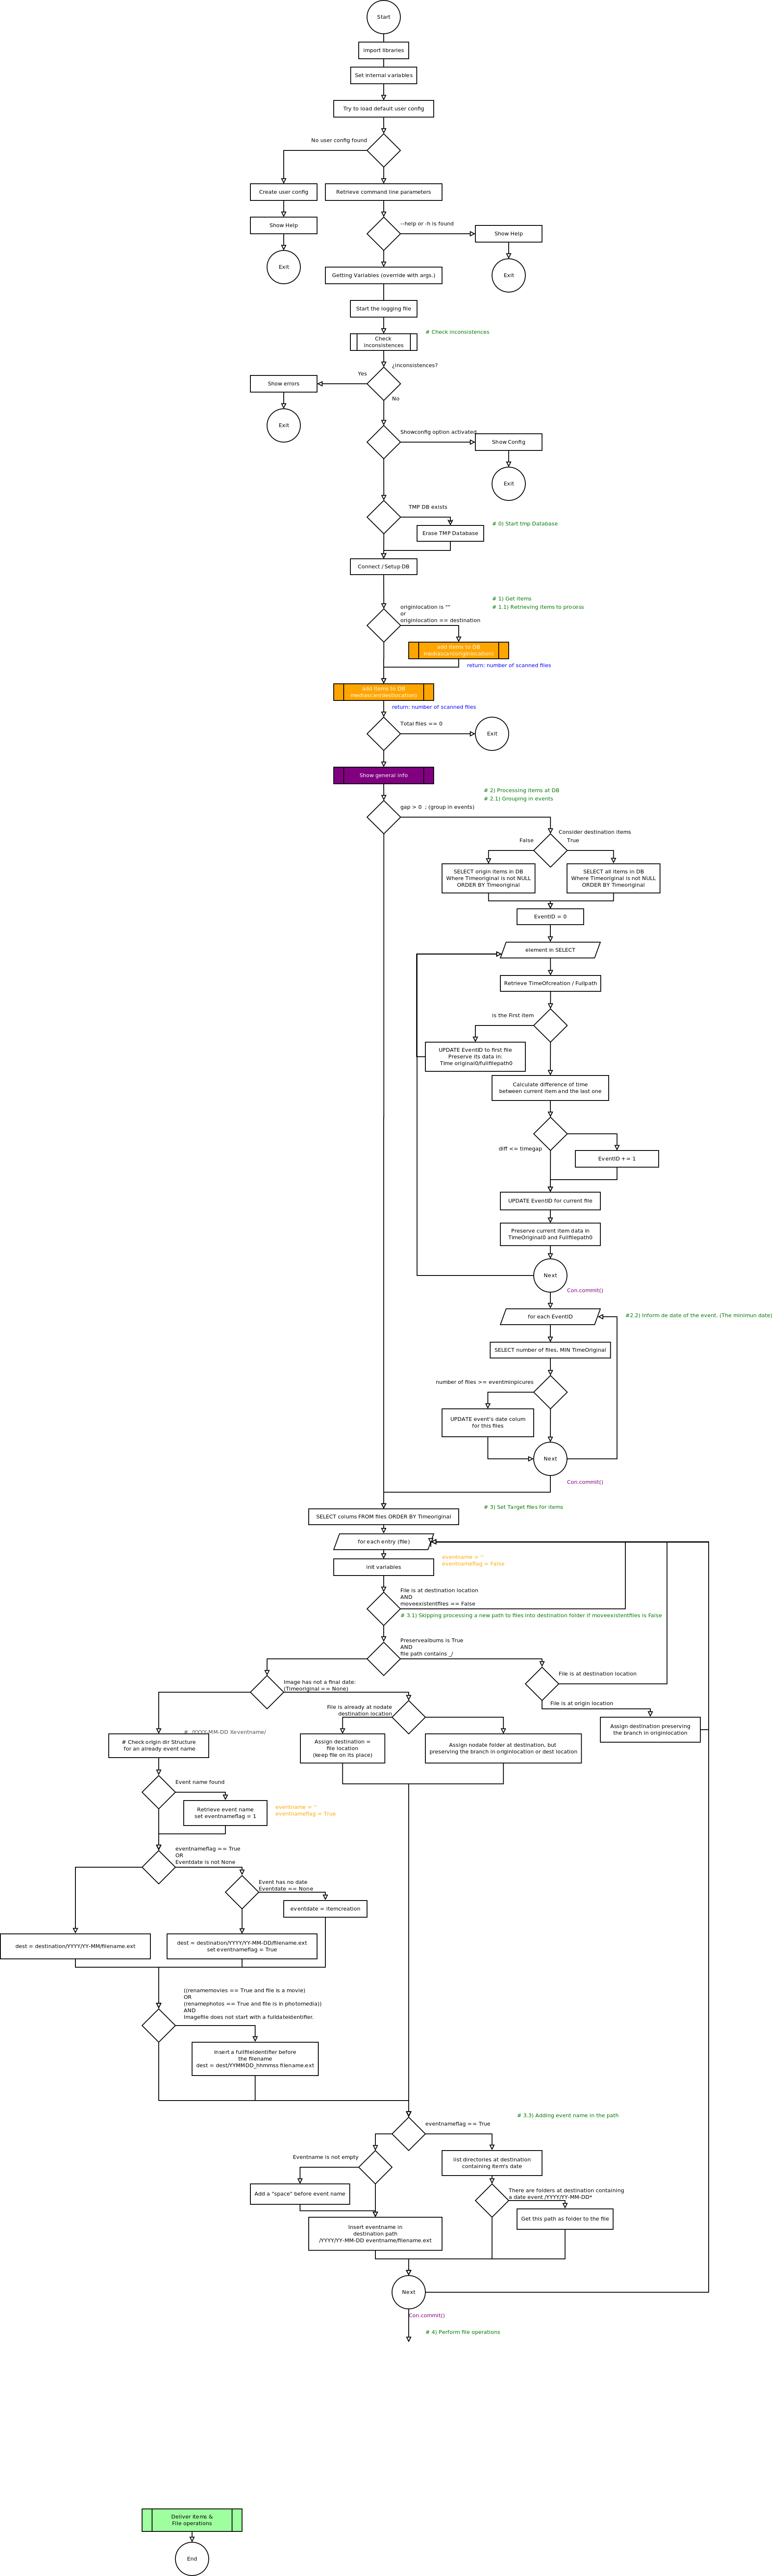 Start
import libraries
Set internal variables
Try to load default user config
No user config found
Create user config
Retrieve command line parameters
Show Help
--help or -h is found
Show Help
Exit
Exit
Getting Variables (override with args.)
Start the logging file
# Check inconsistences
Check
inconsistences
¿inconsistences?
Yes
Show errors
No
Exit
Showconfig option activated
Show Config
Exit
TMP DB exists
# 0) Start tmp Database
Erase TMP Database
Connect / Setup DB
# 1) Get items
# 1.1) Retrieving items to process
originlocation is ""
or
originlocation == destination
add items to DB
mediascan(originlocation)
return: number of scanned files
add items to DB
mediascan(destlocation)
return: number of scanned files
Total files == 0
Exit
Show general info
# 2) Processing items at DB
# 2.1) Grouping in events
gap > 0 ; (group in events)
Consider destination items
False
True
SELECT origin items in DB
Where Timeoriginal is not NULL
ORDER BY Timeoriginal
SELECT all items in DB
Where Timeoriginal is not NULL
ORDER BY Timeoriginal
EventID = 0
element in SELECT
Retrieve TimeOfcreation / Fullpath
is the First item
UPDATE EventID to first file
Preserve its data in:
Time original0/fullfilepath0
Calculate difference of time
between current item and the last one
diff <= timegap
EventID += 1
UPDATE EventID for current file
Preserve current item data in
TimeOriginal0 and Fullfilepath0
Next
Con.commit()
for each EventID
#2.2) Inform de date of the event. (The minimun date)
SELECT number of files, MIN TimeOriginal
number of files >= eventminpicures
UPDATE event's date colum
for this files
Next
Con.commit()
# 3) Set Target files for items
SELECT colums FROM files ORDER BY Timeoriginal
for each entry (file)
init variables
eventname = ''
eventnameflag = False
File is at destination location
AND
moveexistentfiles == False
# 3.1) Skipping processing a new path to files into destination folder if moveexistentfiles is False
Preservealbums is True
AND
file path contains _/
File is at destination location
Image has not a final date:
(Timeoriginal == None)
File is at origin location
File is already at nodate
destination location
Assign destination preserving
the branch in originlocation
# ./YYYY-MM-DD Xeventname/
# Check origin dir Structure
for an already event name
Assign destination =
file location
(keep file on its place)
Assign nodate folder at destination, but
preserving the branch in originlocation or dest location
Event name found
Retrieve event name
set eventnameflag = 1
eventname = ''
eventnameflag = True
eventnameflag == True
OR
Eventdate is not None
Event has no date
Eventdate == None
eventdate = itemcreation
dest = destination/YYYY/YY-MM/filename.ext
dest = destination/YYYY/YY-MM-DD/filename.ext
set eventnameflag = True
((renamemovies == True and file is a movie)
OR
(renamephotos == True and file is in photomedia))
AND
Imagefile does not start with a fulldateidentifier.
Insert a fullfileidentifier before
the filename
dest = dest/YYMMDD_hhmmss filename.ext
# 3.3) Adding event name in the path
eventnameflag == True
Eventname is not empty
list directories at destination
containing item's date
Add a "space" before event name
There are folders at destination containing
a date event /YYYY/YY-MM-DD*
Get this path as folder to the file
Insert eventname in
destination path
/YYYY/YY-MM-DD eventname/filename.ext
Next
Con.commit()
# 4) Perform file operations
Deliver Items &
File operations
End